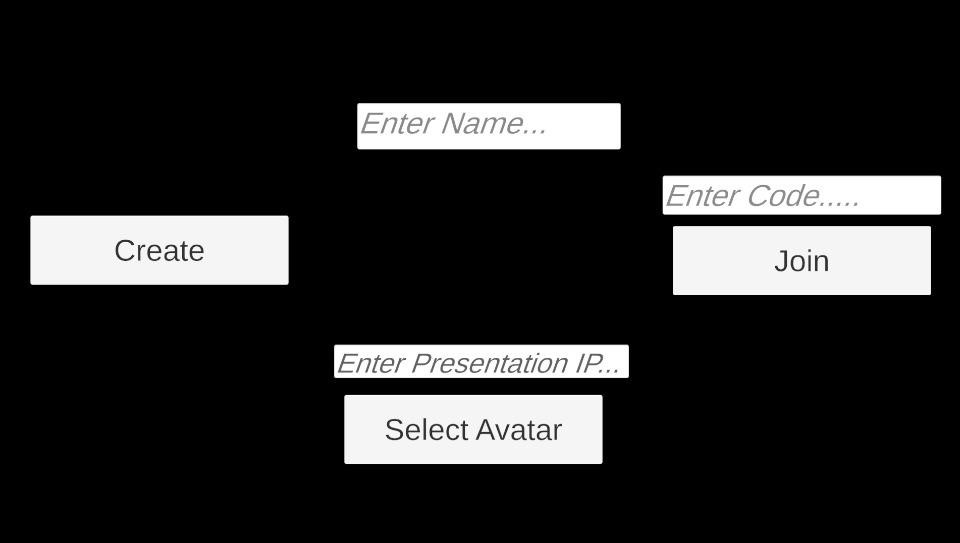 Enter Name...
Enter Code.....
Create
Join
Enter Presentation IP...
Select Avatar